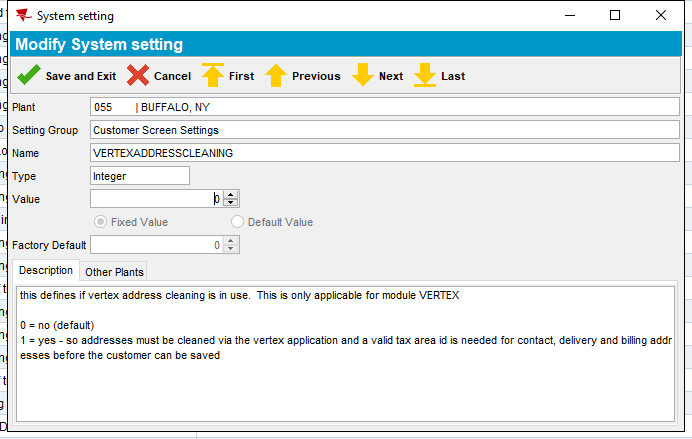 System setting
Modify System setting
Save and Exit Cancel First Previous Next Last
Plant 055 | BUFFALO, NY
Setting Group Customer Screen Settings
Name VERTEXADDRESSCLEANING
Type Integer
Value 0
Fixed Value Default Value
Factory Default 0
Description Other Plants
this defines if vertex address cleaning is in use. This is only applicable for module VERTEX
0 = no (default)
1 = yes - so addresses must be cleaned via the vertex application and a valid tax area id is needed for contact, delivery and billing addr
esses before the customer can be saved